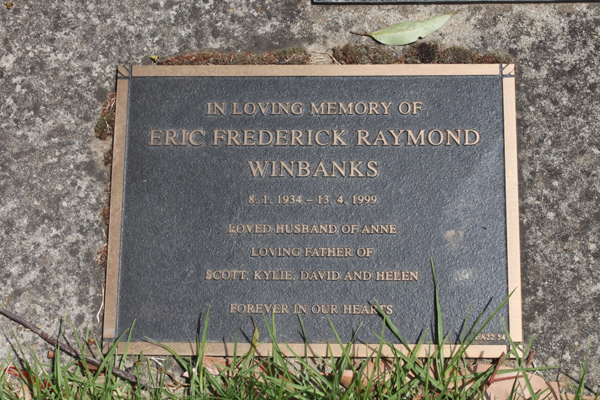 IN LOVING MEMORY OF
ERIC FREDERICK RAYMOND
WINBANKS
8. 1. 1934 – 13. 4. 1999
LOVED HUSBAND OF ANNE
LOVING FATHER OF
SCOTT, KYLIE, DAVID AND HELEN
FOREVER IN OUR HEARTS